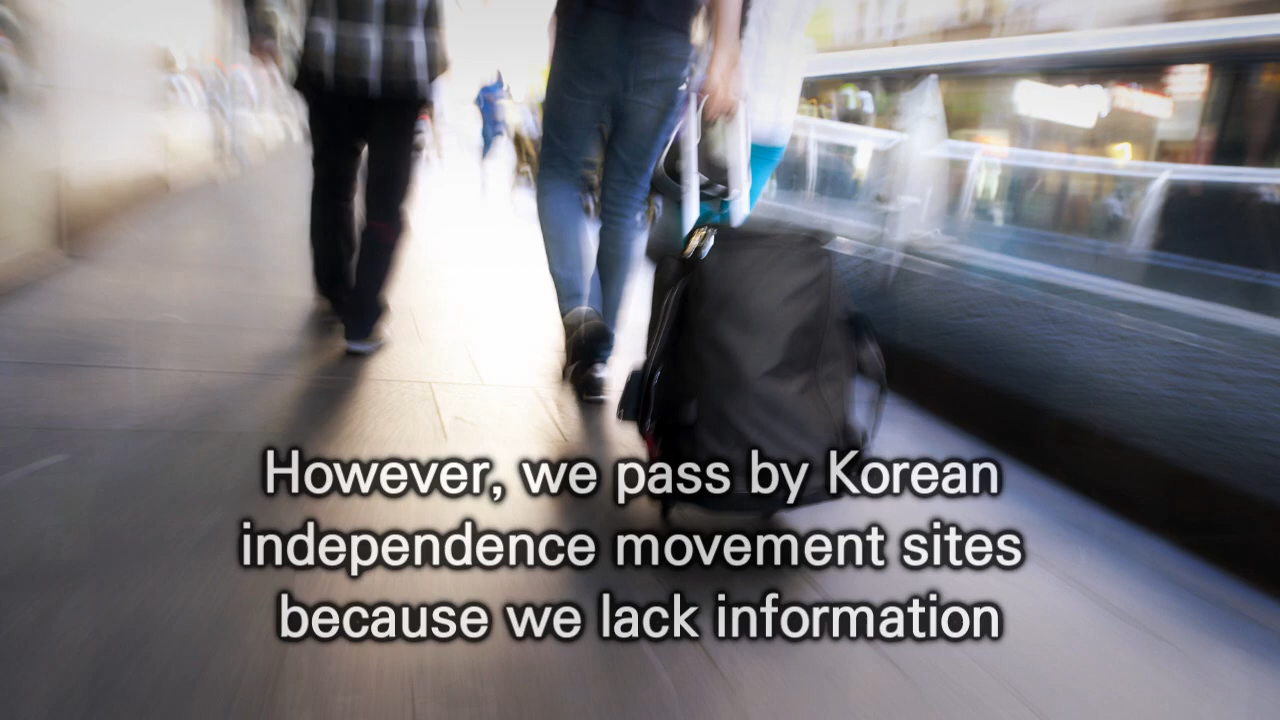 However, we pass by Korean
independence movement sites
because we lack information